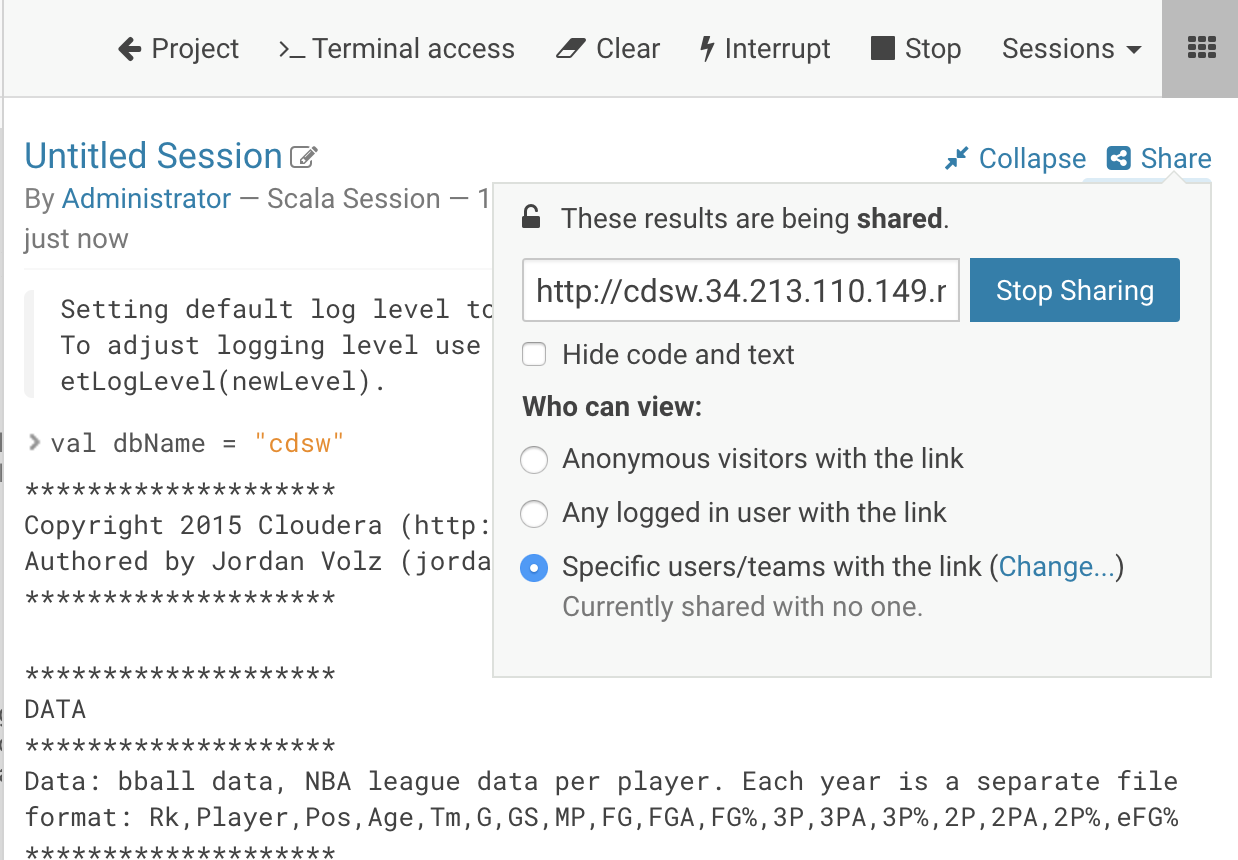 Project >_ Terminal access Clear Interrupt Stop Sessions
Untitled Session Collapse Share
By Administrator — Scala Session — 1
just now
These results are being shared.
http://cdsw.34.213.110.149.r Stop Sharing
Hide code and text
Who can view:
Anonymous visitors with the link
Any logged in user with the link
Specific users/teams with the link (Change...)
Currently shared with no one.
Setting default log level to
To adjust logging level use
etLogLevel(newLevel).
val dbName = "cdsw"
********************
Copyright 2015 Cloudera (http:
Authored by Jordan Volz (jorda
********************
********************
DATA
********************
Data: bball data, NBA league data per player. Each year is a separate file
format: Rk,Player,Pos,Age,Tm,G,GS,MP,FG,FGA,FG%,3P,3PA,3P%,2P,2PA,2P%,eFG%
********************